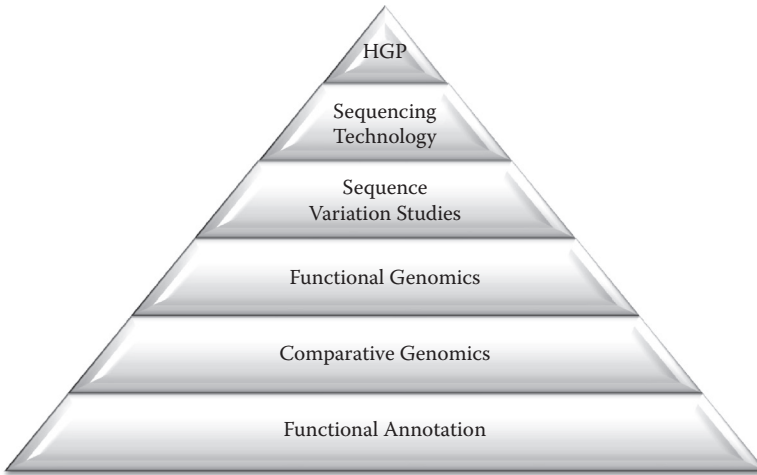 HGP
Sequencing
Technology
Sequence
Variation Studies
Functional Genomics
Comparative Genomics
Functional Annotation